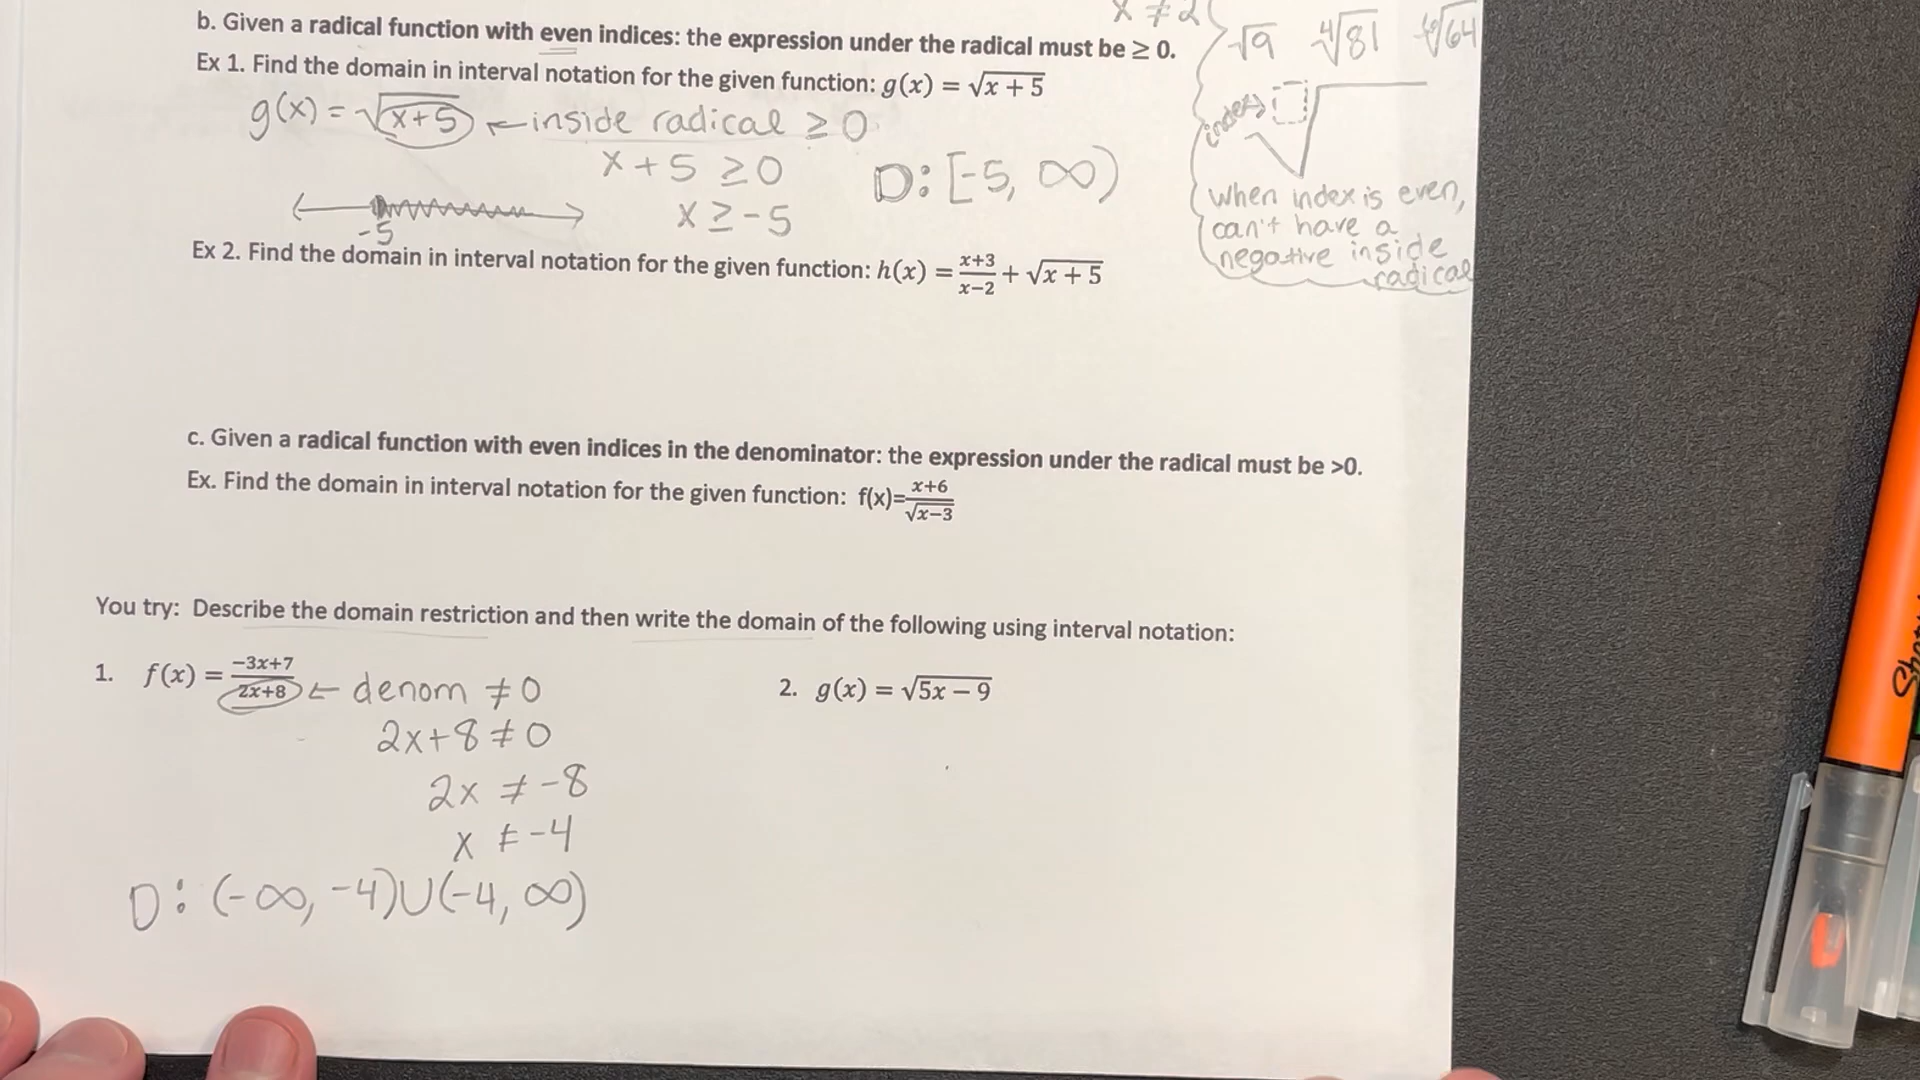 x ≠ 2
b. Given a radical function with even indices: the expression under the radical must be ≥ 0.
√9 ∜81 ⁶√64
Ex 1. Find the domain in interval notation for the given function: g(x) = √x + 5
g(x) = √x+5 ← inside radical ≥ 0
index→
x + 5 ≥ 0
D: [-5, ∞)
x ≥ -5
-5
when index is even,
can't have a
negative inside
radical
Ex 2. Find the domain in interval notation for the given function: h(x) = x+3/x−2 + √x + 5
c. Given a radical function with even indices in the denominator: the expression under the radical must be >0.
Ex. Find the domain in interval notation for the given function: f(x)= x+6/√x−3
You try: Describe the domain restriction and then write the domain of the following using interval notation:
1. f(x) = −3x+7/2x+8 ← denom ≠ 0
2. g(x) = √5x − 9
2x+8 ≠ 0
2x ≠ -8
x ≠ -4
D: (-∞, -4)∪(-4, ∞)